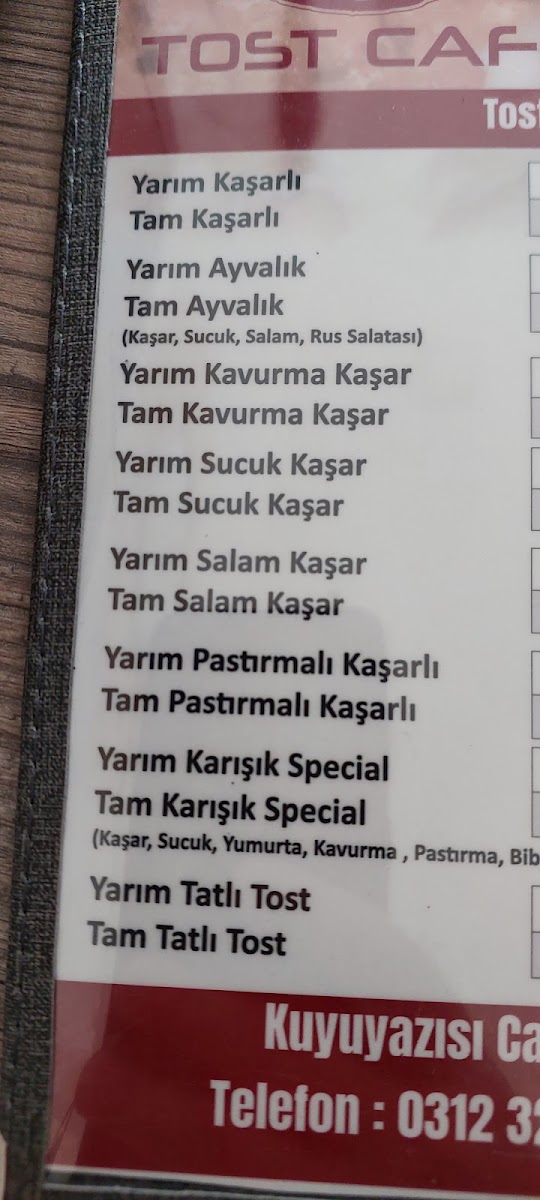 TOST CAF
Tost
Yarım Kaşarlı
Tam Kaşarlı
Yarım Ayvalık
Tam Ayvalık
(Kaşar, Sucuk, Salam, Rus Salatası)
Yarım Kavurma Kaşar
Tam Kavurma Kaşar
Yarım Sucuk Kaşar
Tam Sucuk Kaşar
Yarım Salam Kaşar
Tam Salam Kaşar
Yarım Pastırmalı Kaşarlı
Tam Pastırmalı Kaşarlı
Yarım Karışık Special
Tam Karışık Special
(Kaşar, Sucuk, Yumurta, Kavurma , Pastırma, Bib
Yarım Tatlı Tost
Tam Tatlı Tost
Kuyuyazısı Ca
Telefon : 0312 32